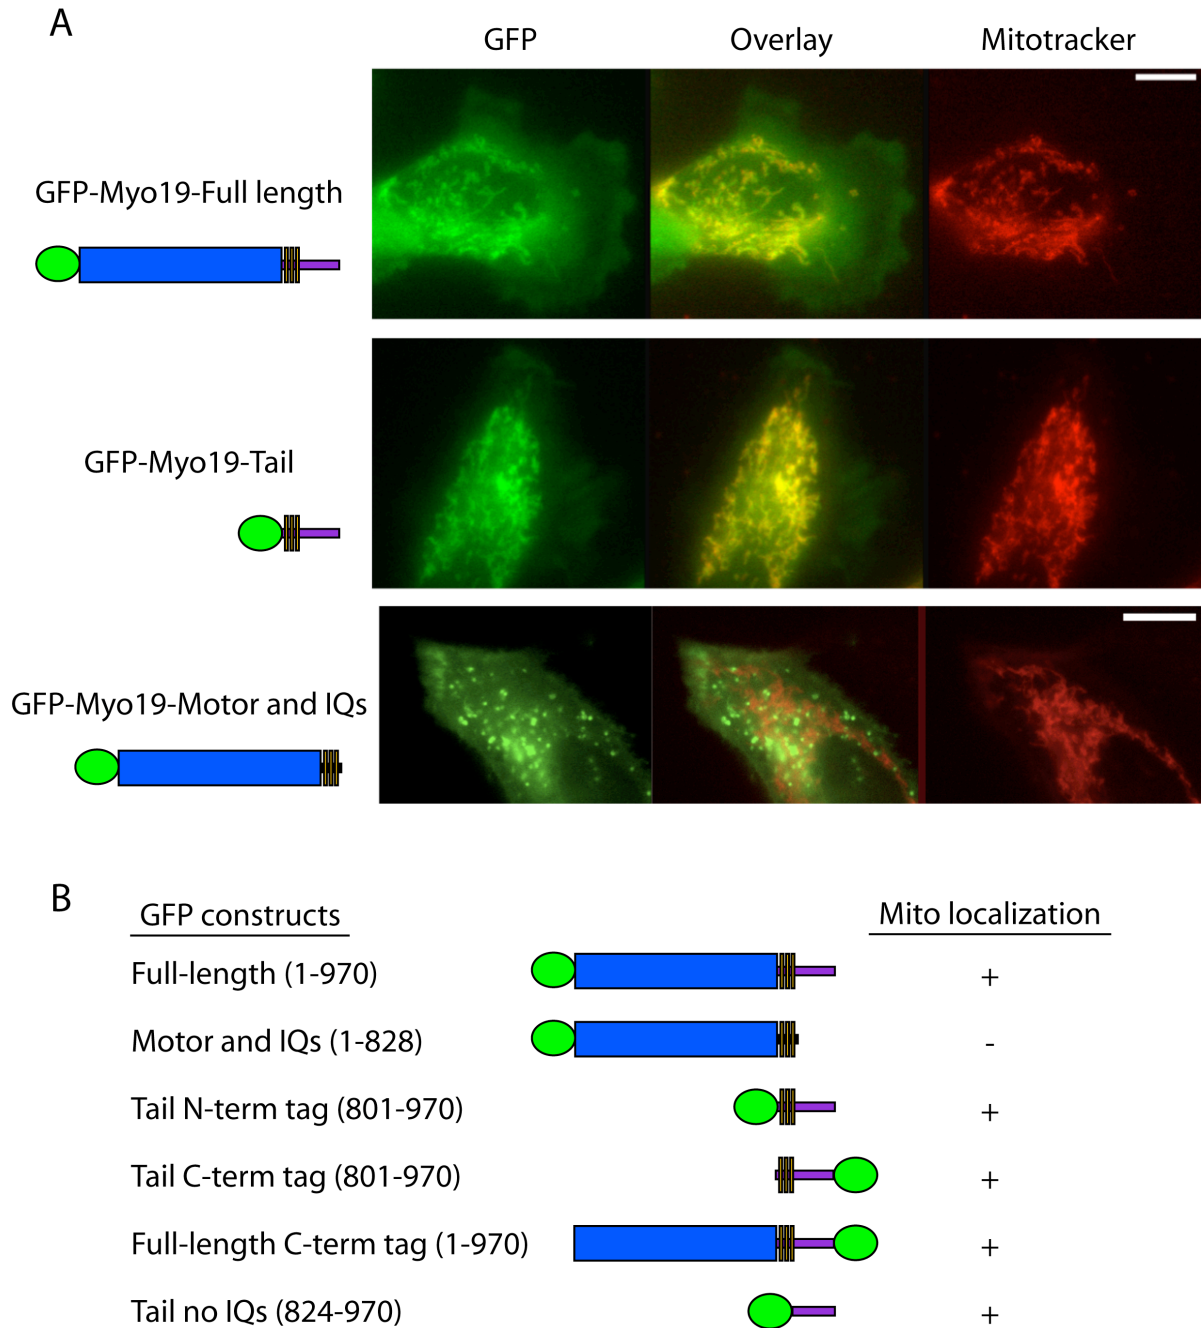 A
GFP Overlay Mitotracker
GFP-Myo19-Full length
GFP-Myo19-Tail
GFP-Myo19-Motor and IQs
B
GFP constructs Mito localization
Full-length (1-970) +
Motor and IQs (1-828) -
Tail N-term tag (801-970) +
Tail C-term tag (801-970) +
Full-length C-term tag (1-970) +
Tail no IQs (824-970) +